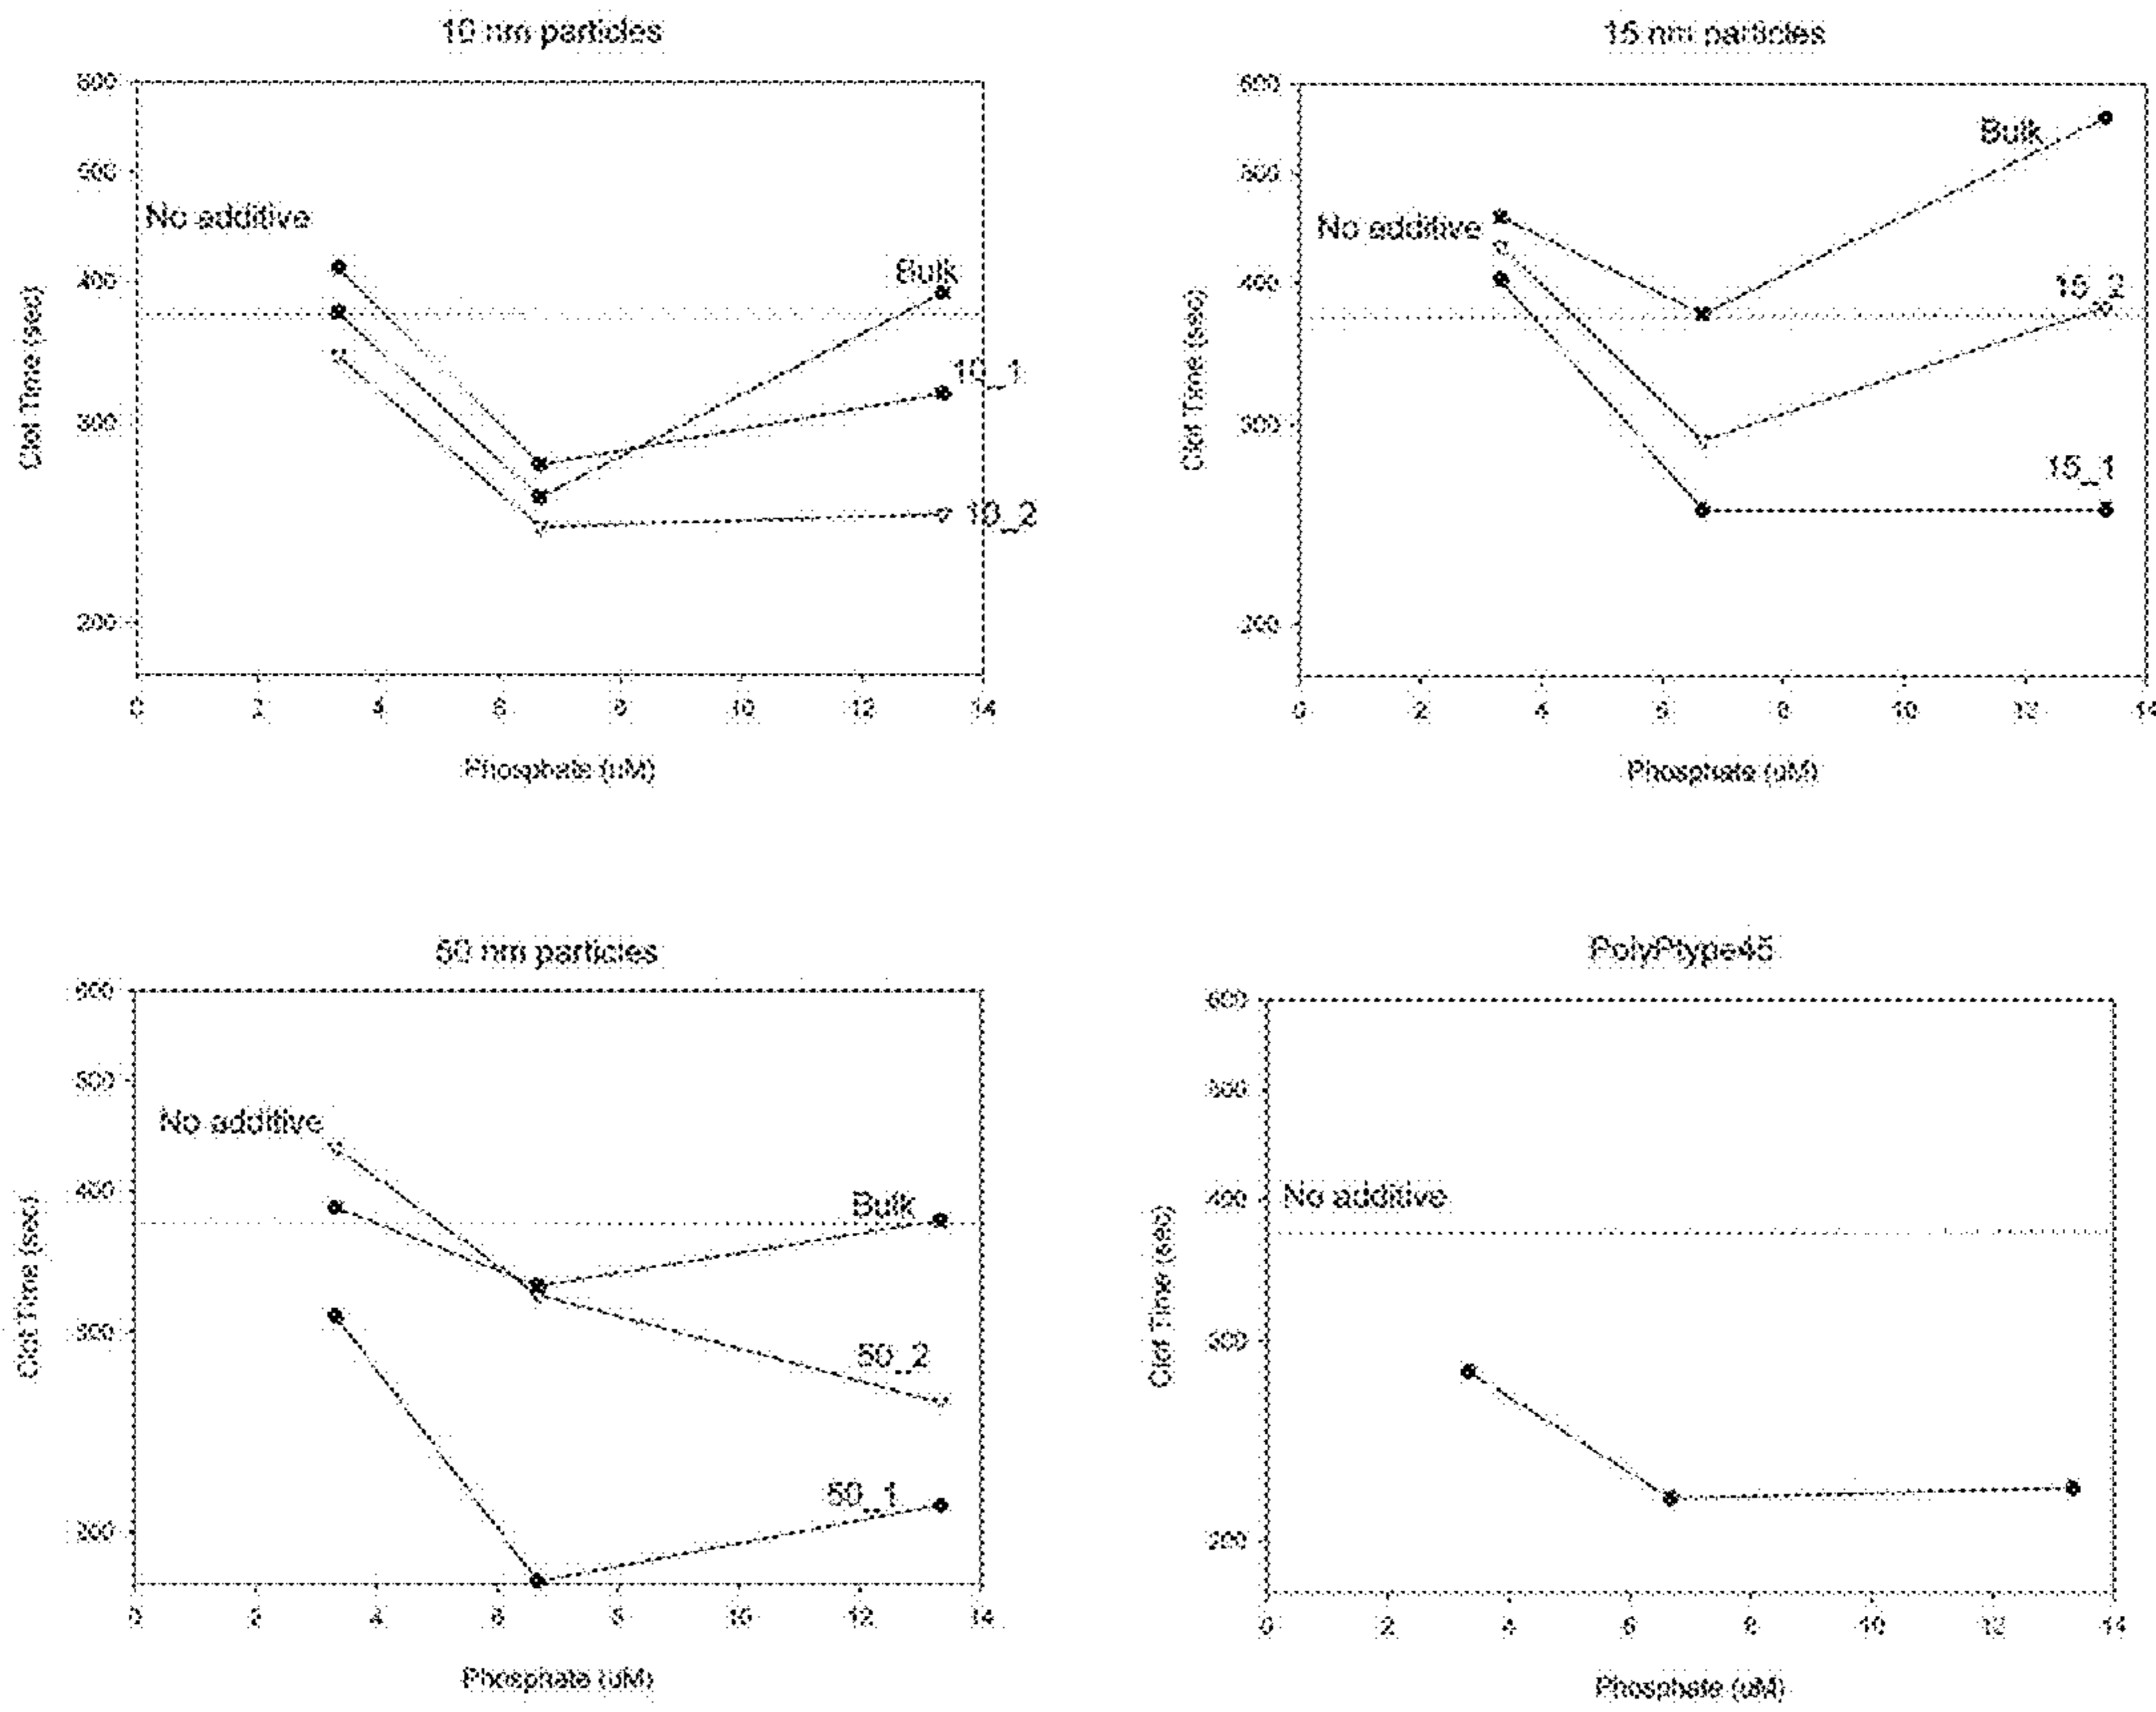 10 nm particles
600
500
400
300
200
No additive
Bulk
10_1
10_2
Clot Time (sec)
0 2 4 6 8 10 12 14
Phosphate (uM)
15 nm particles
600
500
400
300
200
No additive
Bulk
15_2
15_1
Clot Time (sec)
0 2 4 6 8 10 12 14
Phosphate (uM)
50 nm particles
600
500
400
300
200
No additive
Bulk
50_2
50_1
Clot Time (sec)
0 2 4 6 8 10 12 14
Phosphate (uM)
PolyPtype45
600
500
400
300
200
No additive
Clot Time (sec)
0 2 4 6 8 10 12 14
Phosphate (uM)